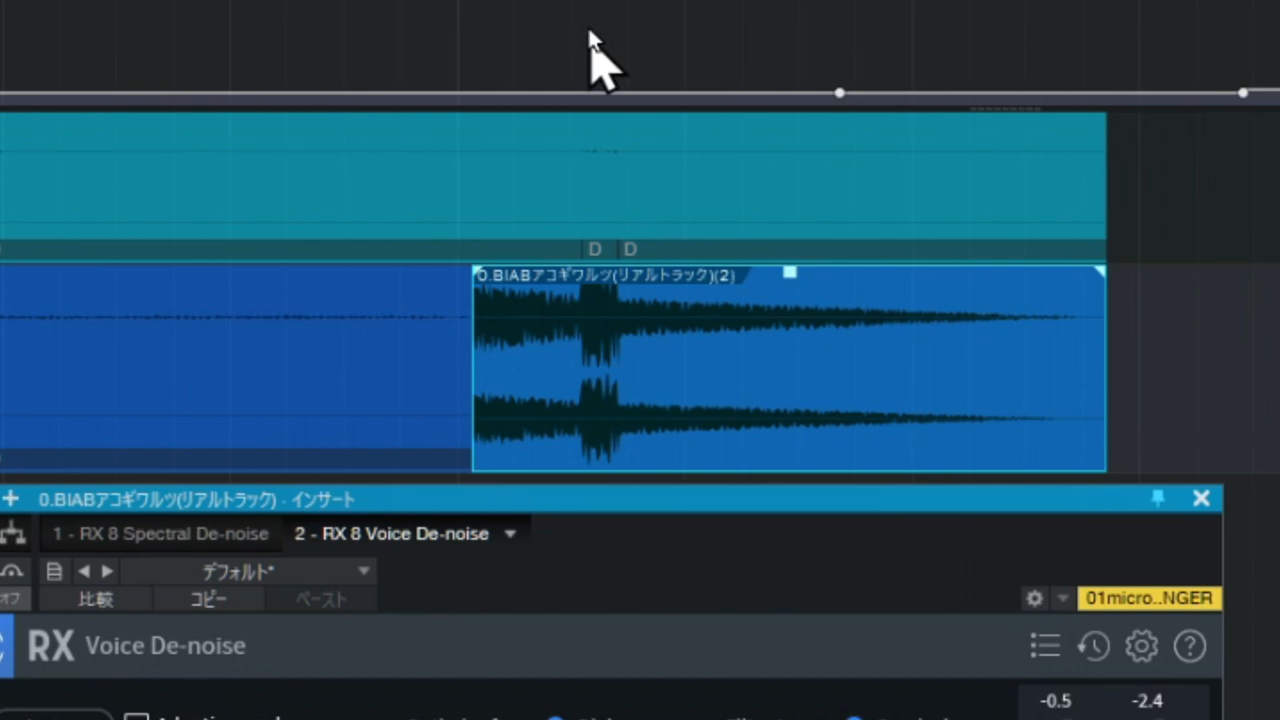 D D
0.BIABアコギワルツ(リアルトラック)(2)
0.BIABアコギワルツ(リアルトラック) - インサート
1 - RX 8 Spectral De-noise 2 - RX 8 Voice De-noise
デフォルト*
オフ 比較 コピー ペースト 01micro..NGER
RX Voice De-noise
-0.5 -2.4